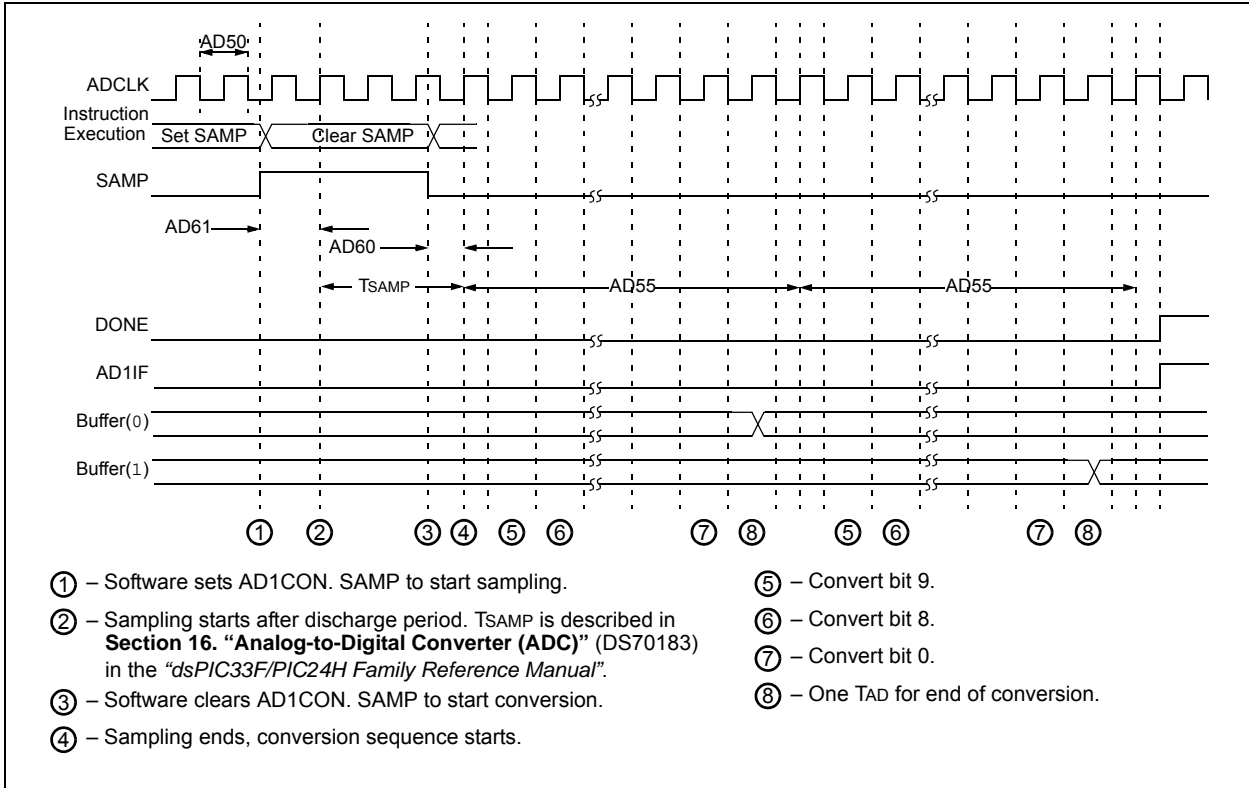 AD50
ADCLK
Instruction
Execution
Set SAMP
Clear SAMP
SAMP
AD61
AD60
TSAMP
AD55
AD55
DONE
AD1IF
Buffer(0)
Buffer(1)
1 2 3 4 5 6 7 8 5 6 7 8
1 – Software sets AD1CON. SAMP to start sampling.
2 – Sampling starts after discharge period. TSAMP is described in
Section 16. “Analog-to-Digital Converter (ADC)” (DS70183)
in the “dsPIC33F/PIC24H Family Reference Manual”.
3 – Software clears AD1CON. SAMP to start conversion.
4 – Sampling ends, conversion sequence starts.
5 – Convert bit 9.
6 – Convert bit 8.
7 – Convert bit 0.
8 – One TAD for end of conversion.